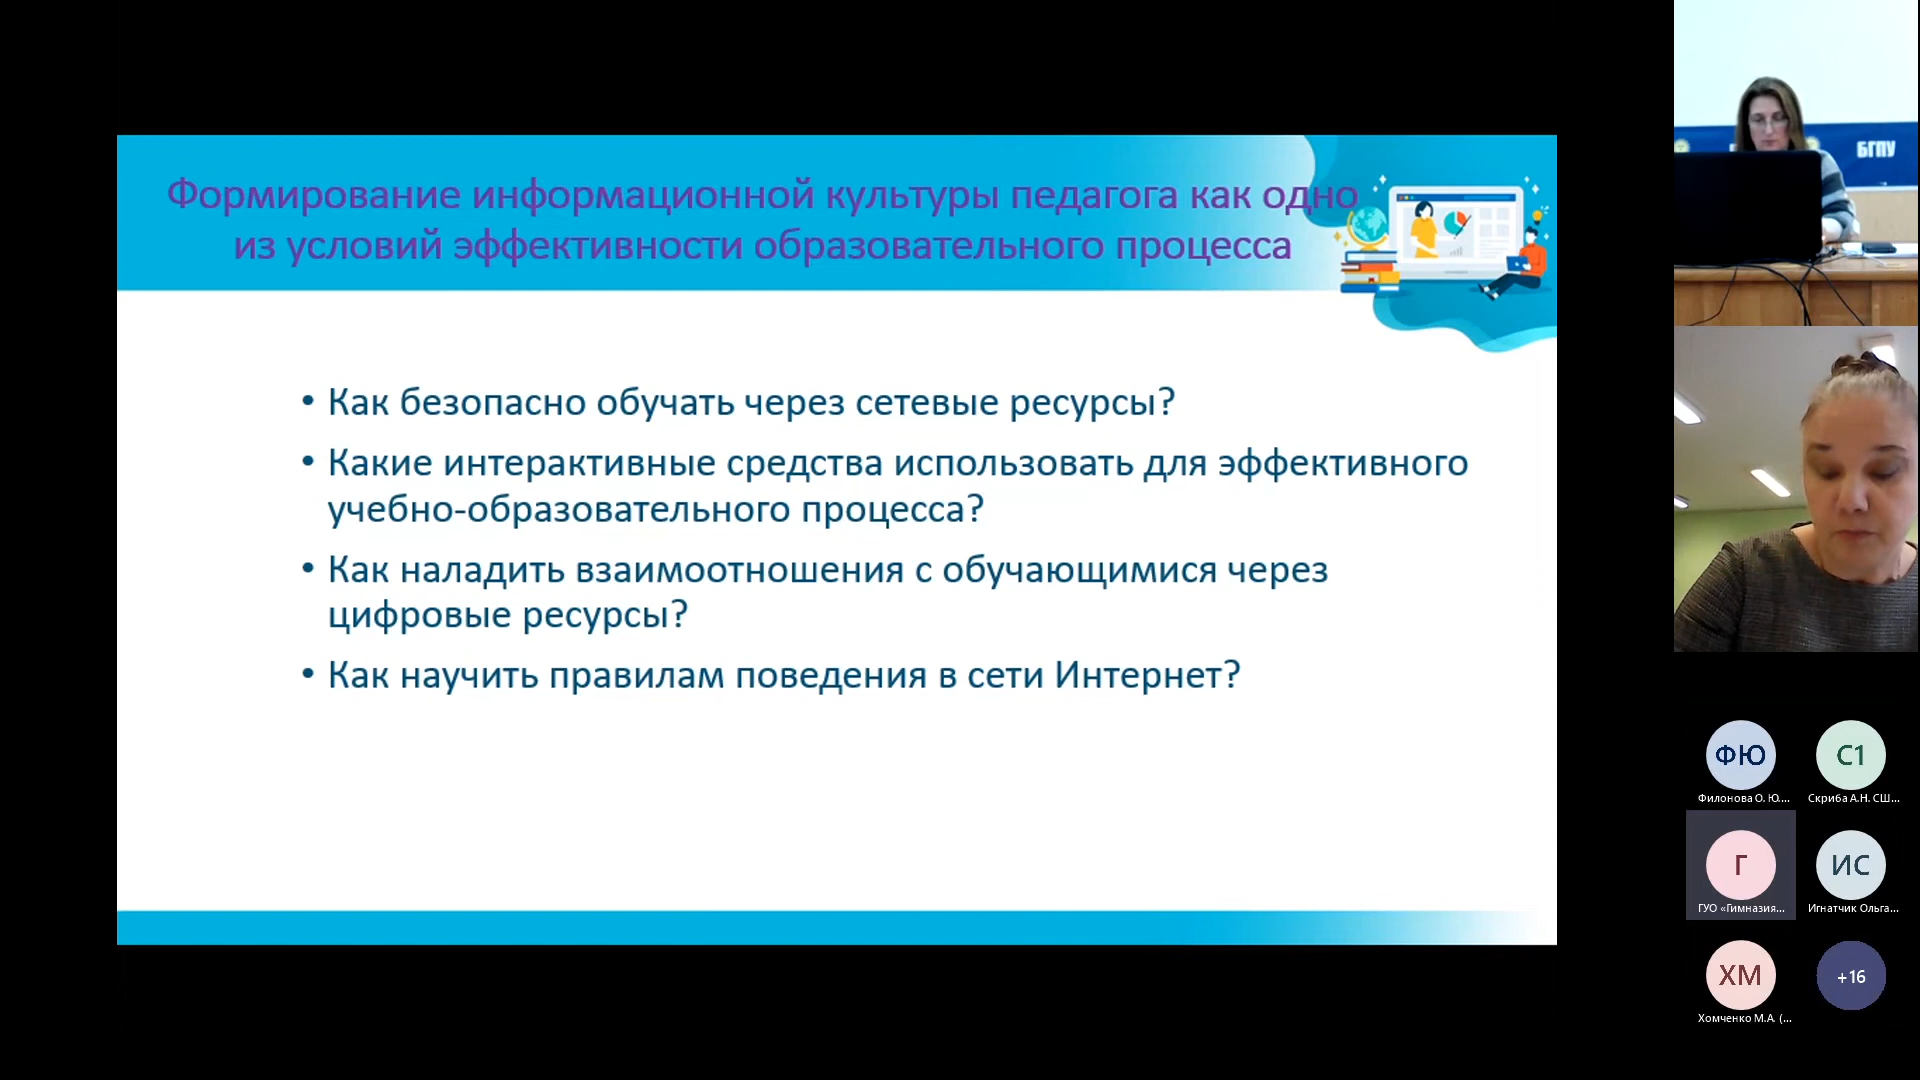 Формирование информационной культуры педагога как одно
из условий эффективности образовательного процесса
• Как безопасно обучать через сетевые ресурсы?
• Какие интерактивные средства использовать для эффективного
учебно-образовательного процесса?
• Как наладить взаимоотношения с обучающимися через
цифровые ресурсы?
• Как научить правилам поведения в сети Интернет?
БГПУ
ФЮ
Филонова О. Ю....
С1
Скриба А.Н. СШ...
Г
ГУО «Гимназия...
ИС
Игнатчик Ольга...
ХМ
Хомченко М.А. (...
+16